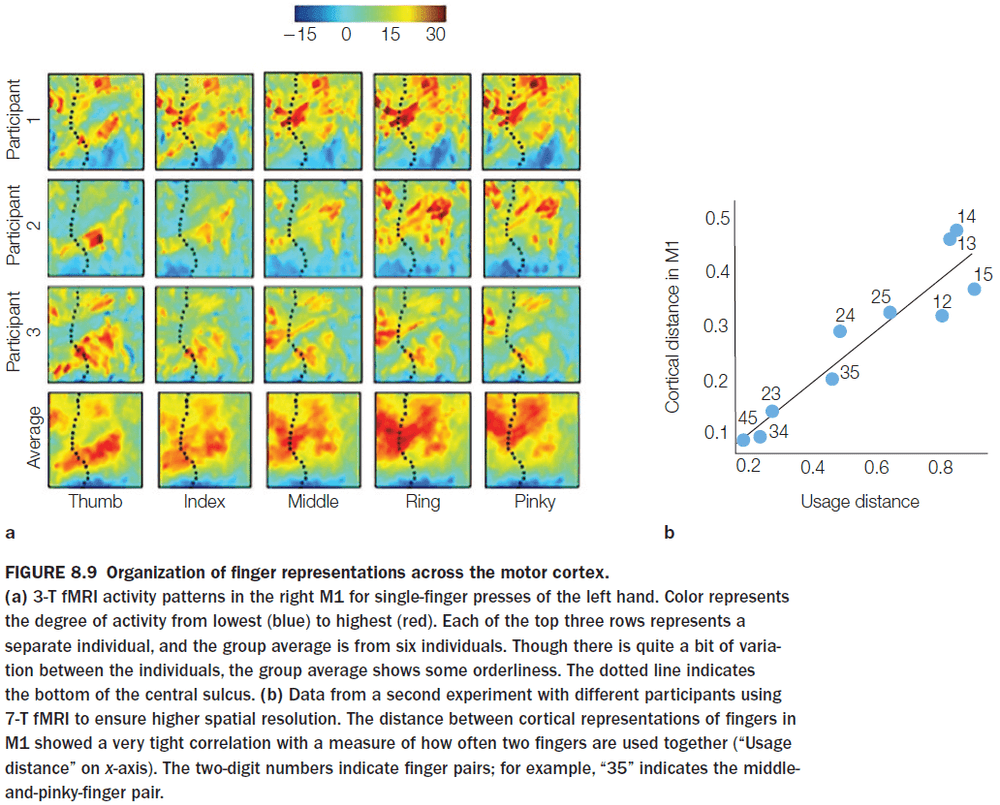 −15 0 15 30
Participant 1
Participant 2
Participant 3
Average
Thumb Index Middle Ring Pinky
a
Cortical distance in M1
0.5
0.4
0.3
0.2
0.1
14
13
15
25
24
12
35
23
45
34
0.2 0.4 0.6 0.8
Usage distance
b
FIGURE 8.9 Organization of finger representations across the motor cortex.
(a) 3-T fMRI activity patterns in the right M1 for single-finger presses of the left hand. Color represents
the degree of activity from lowest (blue) to highest (red). Each of the top three rows represents a
separate individual, and the group average is from six individuals. Though there is quite a bit of varia-
tion between the individuals, the group average shows some orderliness. The dotted line indicates
the bottom of the central sulcus. (b) Data from a second experiment with different participants using
7-T fMRI to ensure higher spatial resolution. The distance between cortical representations of fingers in
M1 showed a very tight correlation with a measure of how often two fingers are used together (“Usage
distance” on x-axis). The two-digit numbers indicate finger pairs; for example, “35” indicates the middle-
and-pinky-finger pair.